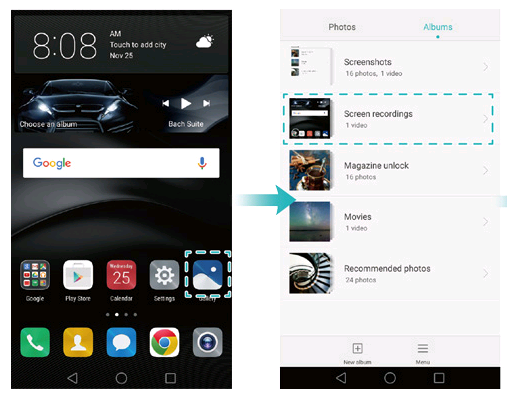 8:08
AM
Touch to add city
Nov 25
Choose an album
Bach Suite
Google
Wednesday
25
Google
Play Store
Calendar
Settings
Gallery
Photos
Albums
Screenshots
16 photos, 1 video
Screen recordings
1 video
Magazine unlock
16 photos
Movies
1 video
Recommended photos
24 photos
New album
Menu